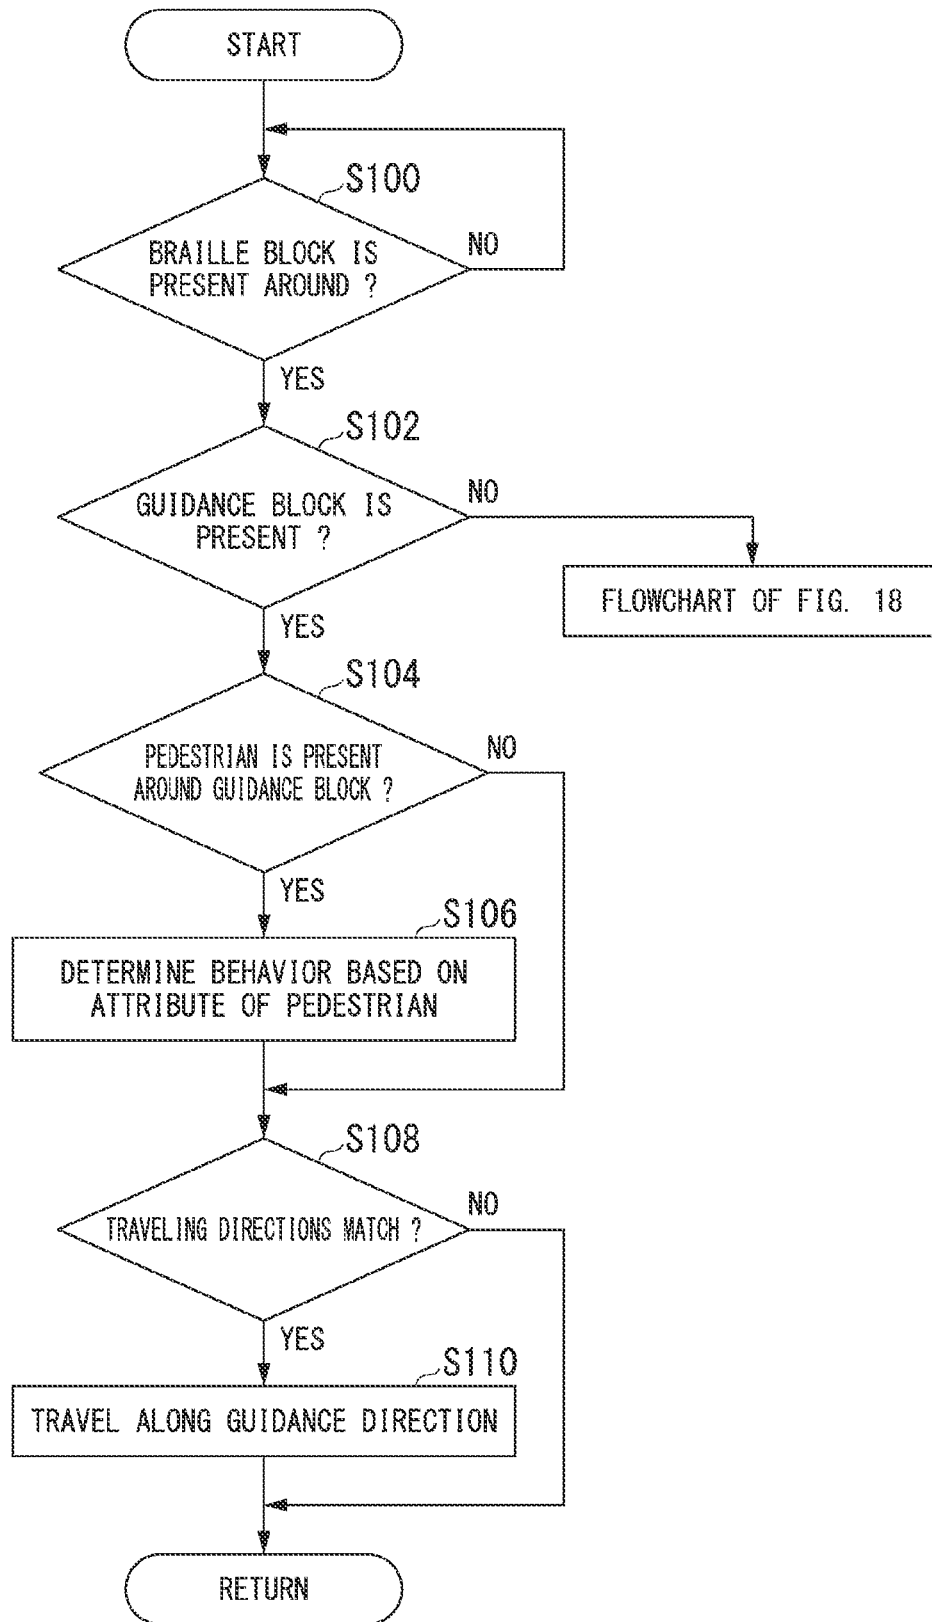 START
S100
BRAILLE BLOCK IS
PRESENT AROUND ?
NO
YES
S102
GUIDANCE BLOCK IS
PRESENT ?
NO
FLOWCHART OF FIG. 18
YES
S104
PEDESTRIAN IS PRESENT
AROUND GUIDANCE BLOCK ?
NO
YES
S106
DETERMINE BEHAVIOR BASED ON
ATTRIBUTE OF PEDESTRIAN
S108
TRAVELING DIRECTIONS MATCH ?
NO
YES
S110
TRAVEL ALONG GUIDANCE DIRECTION
RETURN